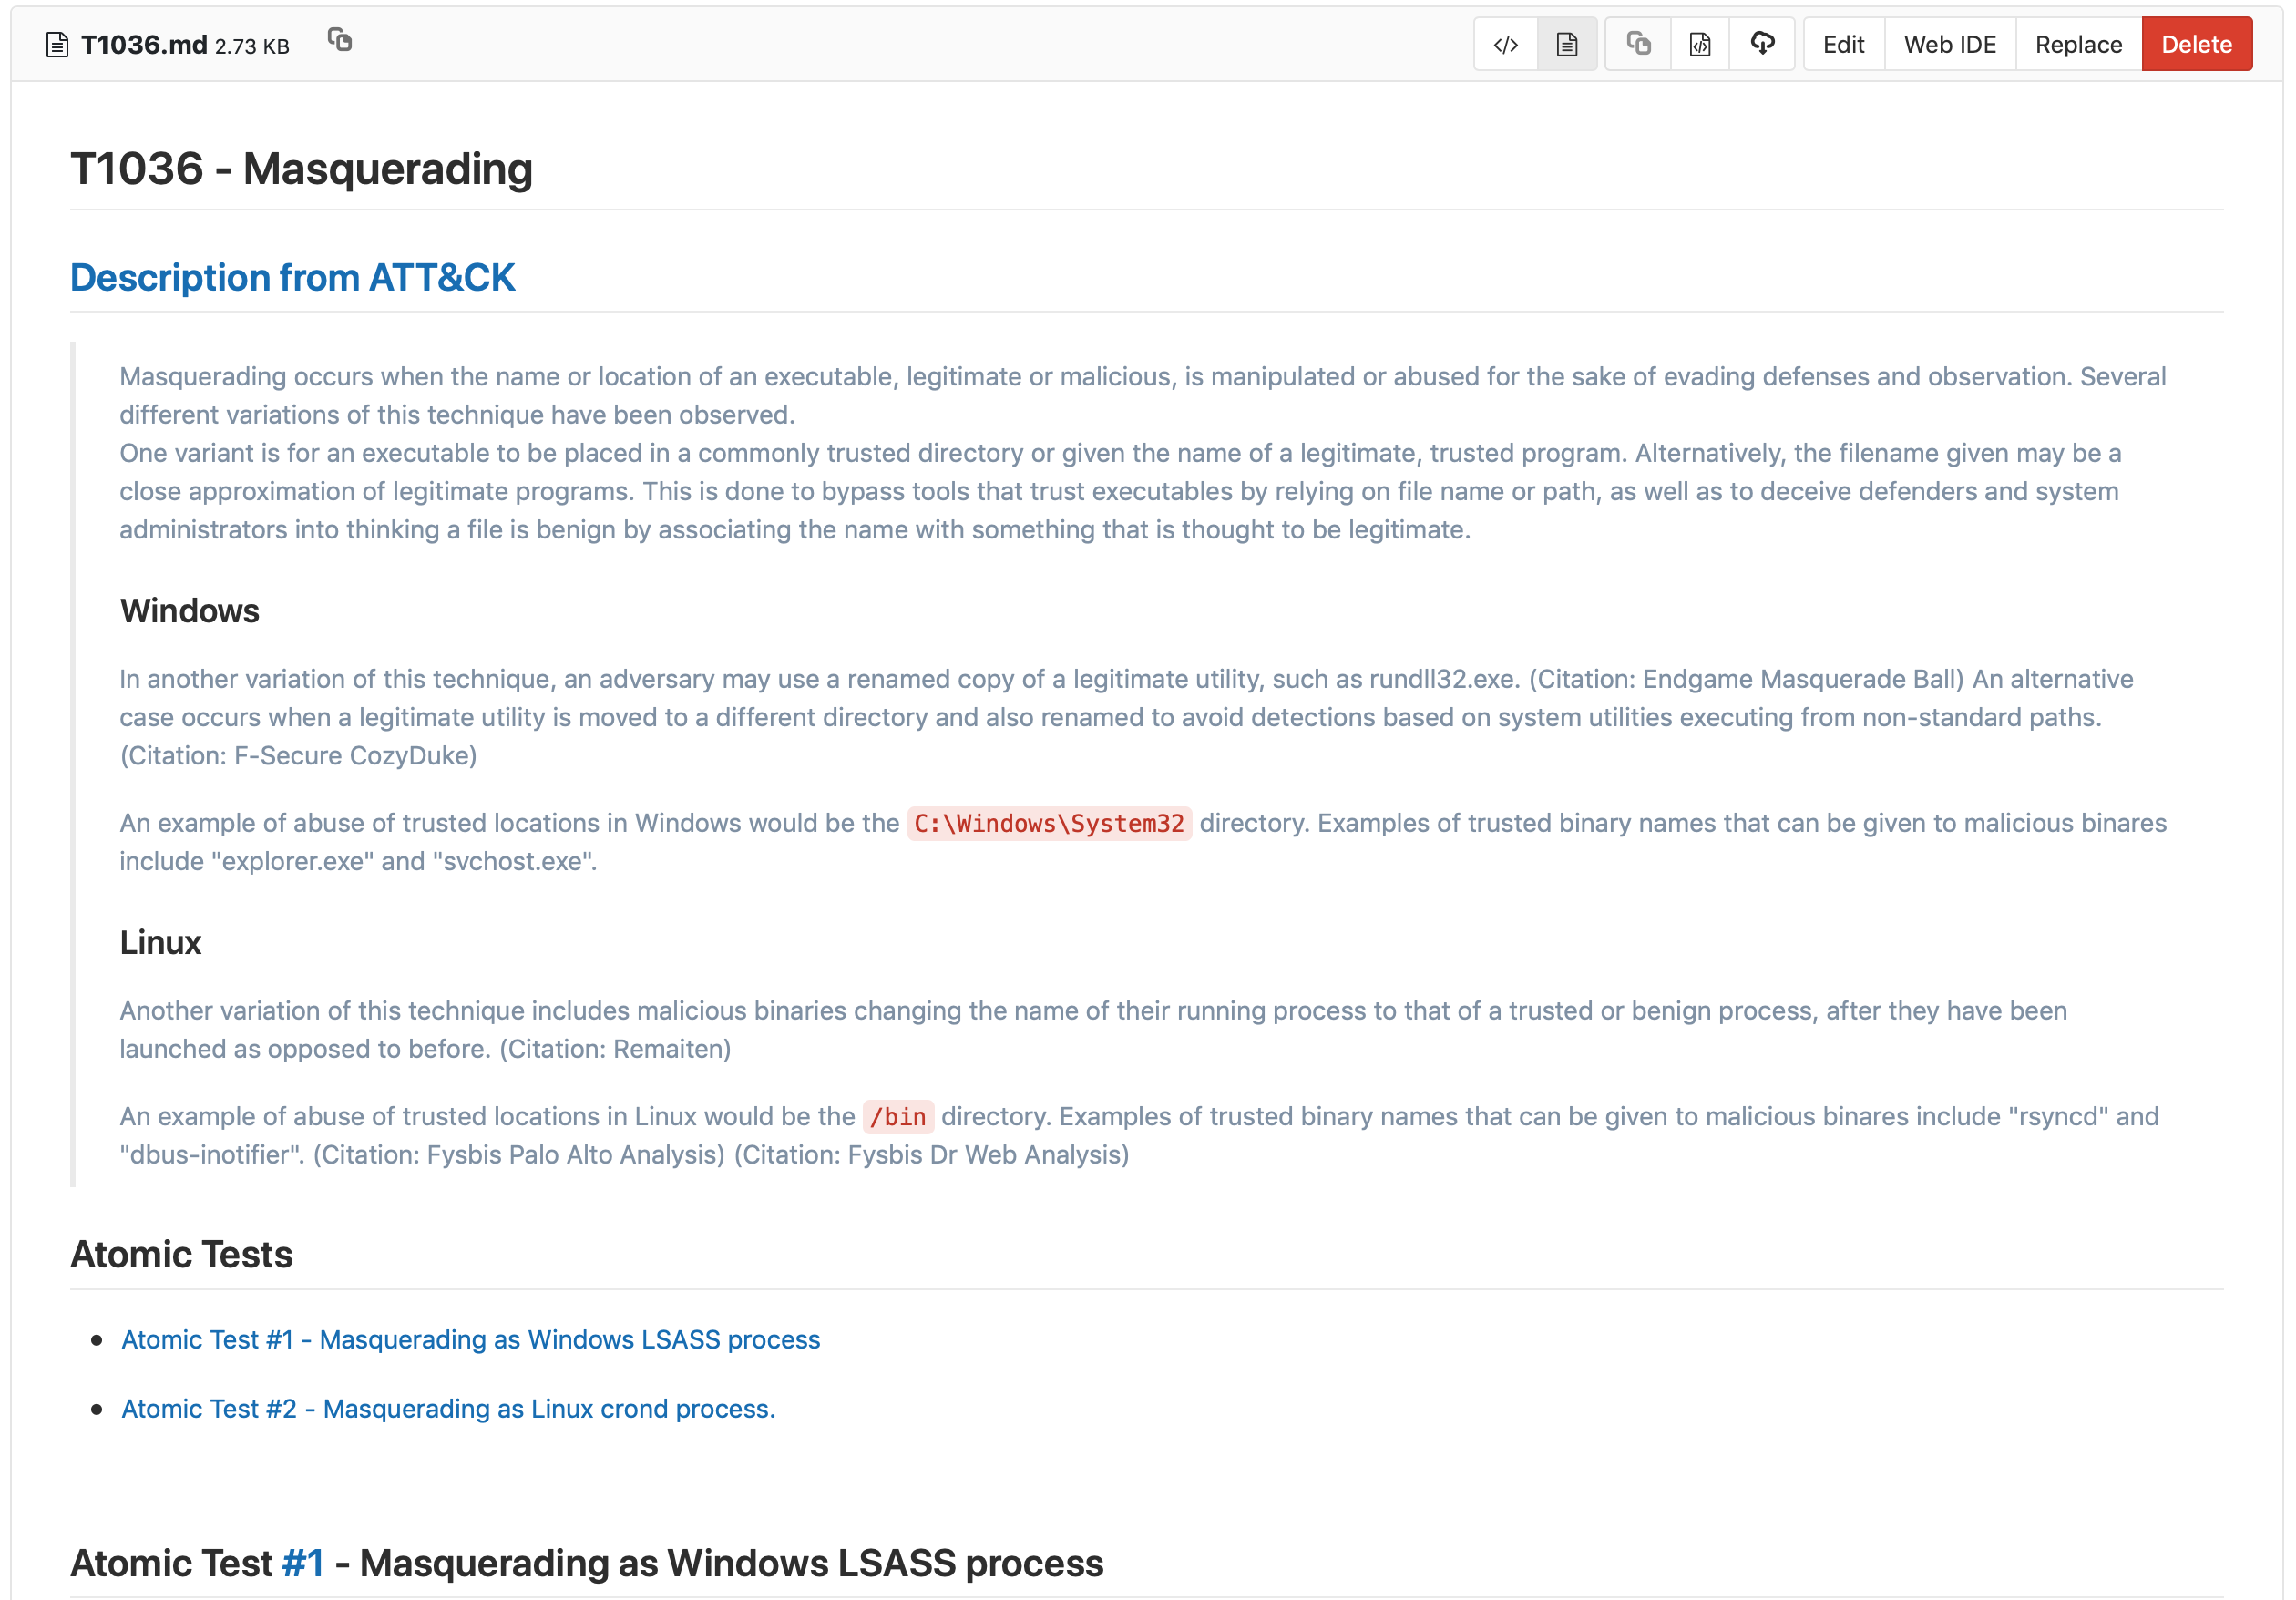 T1036.md 2.73 KB
Edit
Web IDE
Replace
Delete
T1036 - Masquerading
Description from ATT&CK
Masquerading occurs when the name or location of an executable, legitimate or malicious, is manipulated or abused for the sake of evading defenses and observation. Several
different variations of this technique have been observed.
One variant is for an executable to be placed in a commonly trusted directory or given the name of a legitimate, trusted program. Alternatively, the filename given may be a
close approximation of legitimate programs. This is done to bypass tools that trust executables by relying on file name or path, as well as to deceive defenders and system
administrators into thinking a file is benign by associating the name with something that is thought to be legitimate.
Windows
In another variation of this technique, an adversary may use a renamed copy of a legitimate utility, such as rundll32.exe. (Citation: Endgame Masquerade Ball) An alternative
case occurs when a legitimate utility is moved to a different directory and also renamed to avoid detections based on system utilities executing from non-standard paths.
(Citation: F-Secure CozyDuke)
An example of abuse of trusted locations in Windows would be the C:\Windows\System32 directory. Examples of trusted binary names that can be given to malicious binares
include "explorer.exe" and "svchost.exe".
Linux
Another variation of this technique includes malicious binaries changing the name of their running process to that of a trusted or benign process, after they have been
launched as opposed to before. (Citation: Remaiten)
An example of abuse of trusted locations in Linux would be the /bin directory. Examples of trusted binary names that can be given to malicious binares include "rsyncd" and
"dbus-inotifier". (Citation: Fysbis Palo Alto Analysis) (Citation: Fysbis Dr Web Analysis)
Atomic Tests
Atomic Test #1 - Masquerading as Windows LSASS process
Atomic Test #2 - Masquerading as Linux crond process.
Atomic Test #1 - Masquerading as Windows LSASS process